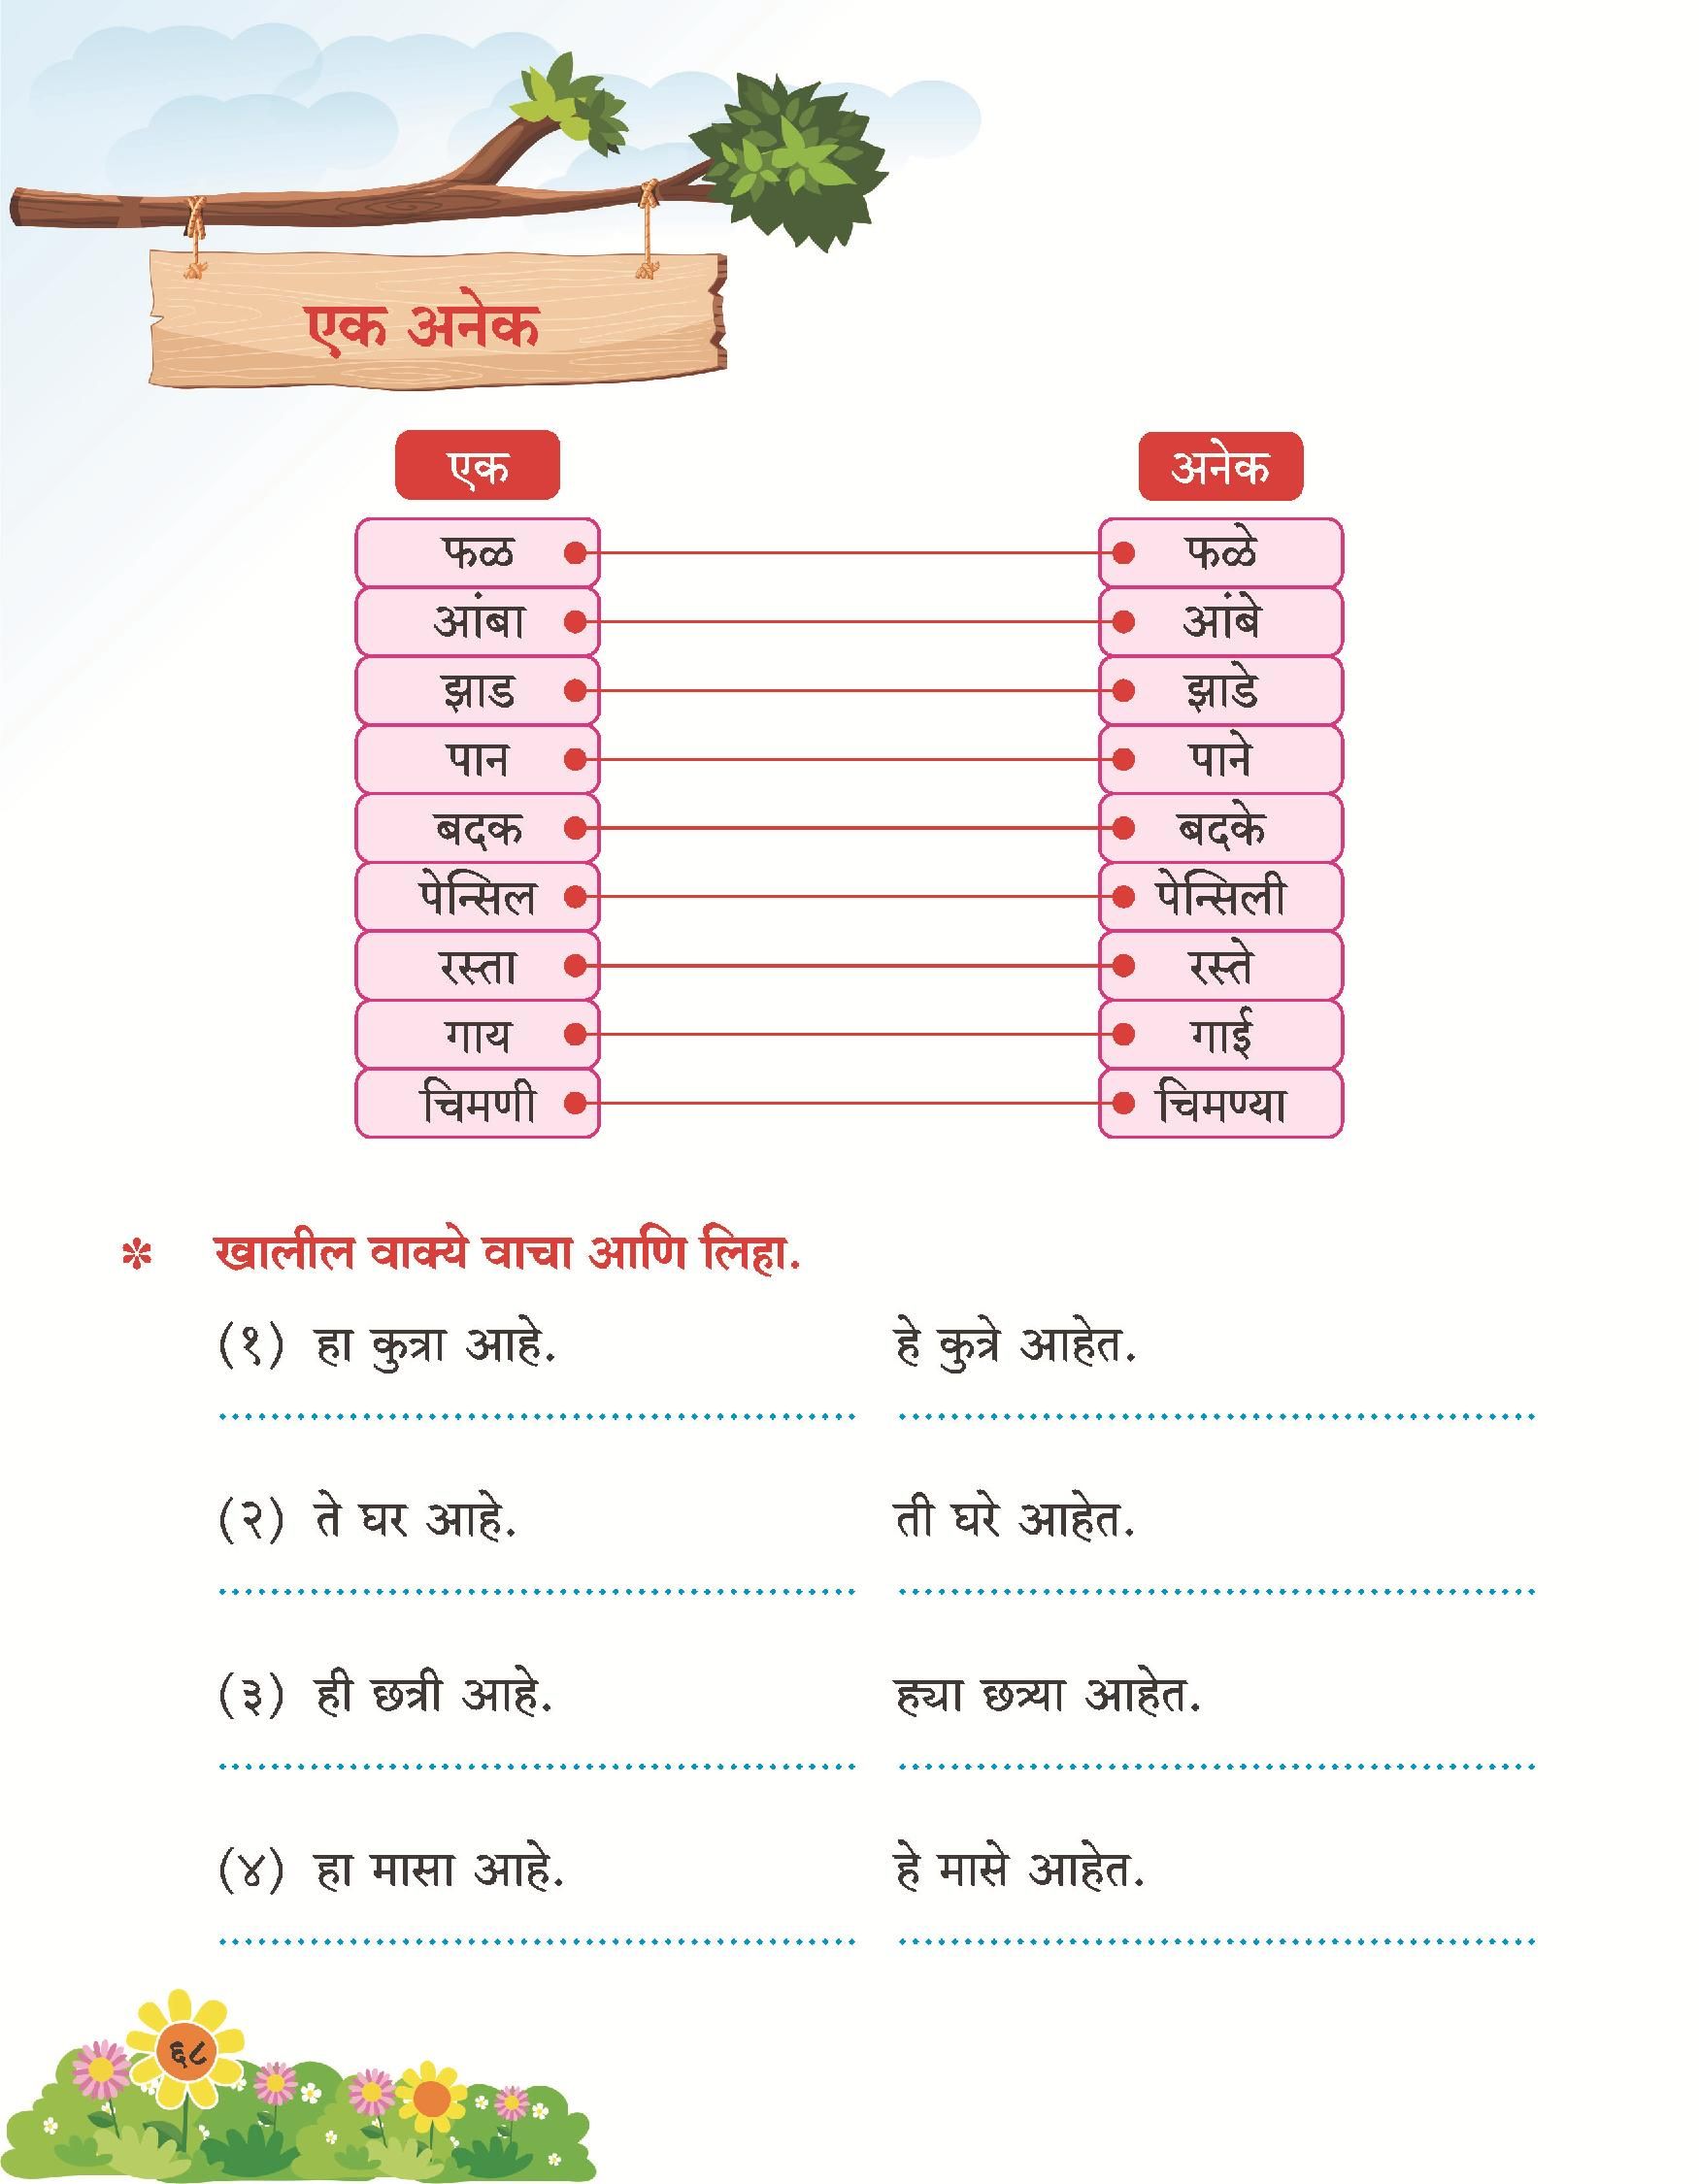 एक अनेक
एक अनेक
फळ फळे
आंबा आंबे
झाड झाडे
पान पाने
बदक बदके
पेन्सिल पेन्सिली
रस्ता रस्ते
गाय गाई
चिमणी चिमण्या
* खालील वाक्ये वाचा आणि लिहा.
(१) हा कुत्रा आहे. हे कुत्रे आहेत.
(२) ते घर आहे. ती घरे आहेत.
(३) ही छत्री आहे. ह्या छत्र्या आहेत.
(४) हा मासा आहे. हे मासे आहेत.
६८